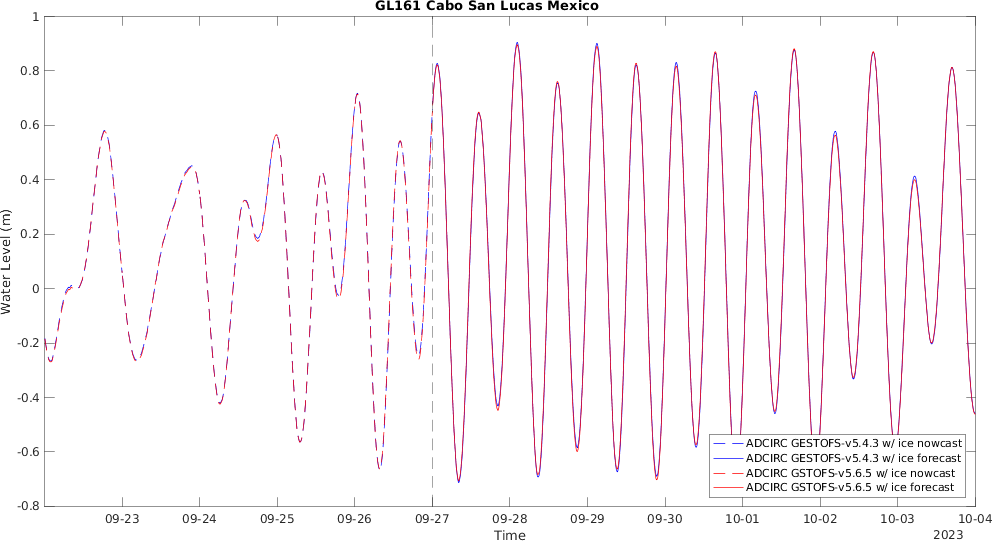 GL161 Cabo San Lucas Mexico
1
0.8
0.6
0.4
0.2
0
-0.2
-0.4
-0.6
-0.8
Water Level (m)
ADCIRC GESTOFS-v5.4.3 w/ ice nowcast
ADCIRC GESTOFS-v5.4.3 w/ ice forecast
ADCIRC GSTOFS-v5.6.5 w/ ice nowcast
ADCIRC GSTOFS-v5.6.5 w/ ice forecast
09-23 09-24 09-25 09-26 09-27 09-28 09-29 09-30 10-01 10-02 10-03 10-04
Time
2023